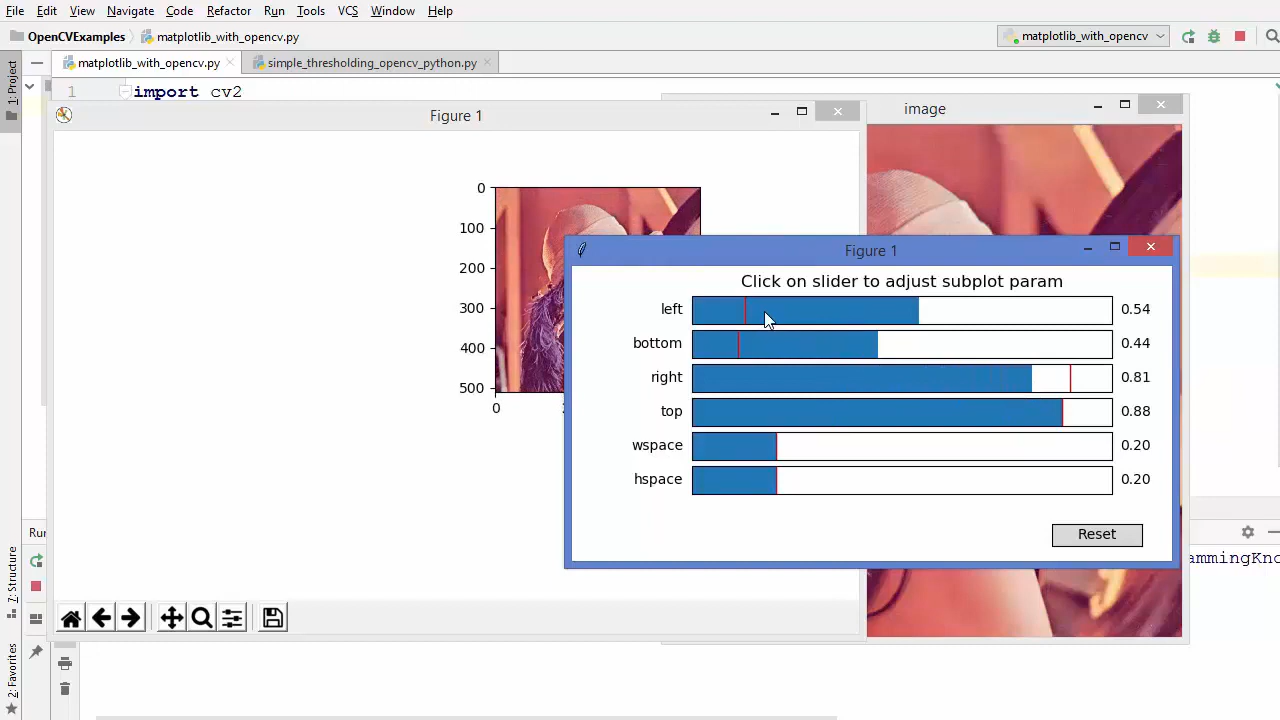 File Edit View Navigate Code Refactor Run Tools VCS Window Help
OpenCVExamples matplotlib_with_opencv.py
matplotlib_with_opencv
matplotlib_with_opencv.py simple_thresholding_opencv_python.py
1: Project
1 import cv2
Figure 1
image
0
100
200
300
400
500
0
Figure 1
Click on slider to adjust subplot param
left 0.54
bottom 0.44
right 0.81
top 0.88
wspace 0.20
hspace 0.20
Reset
Run
7: Structure
2: Favorites